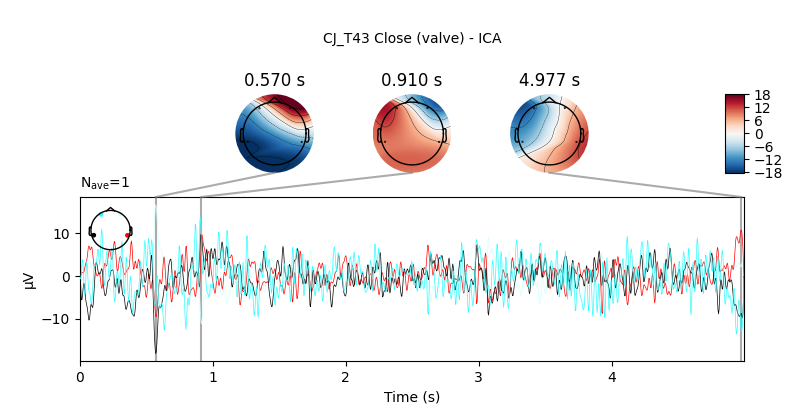 CJ_T43 Close (valve) - ICA
0.570 s 0.910 s 4.977 s
18
12
6
0
−6
−12
−18
Nave=1
10
0
−10
µV
0 1 2 3 4
Time (s)